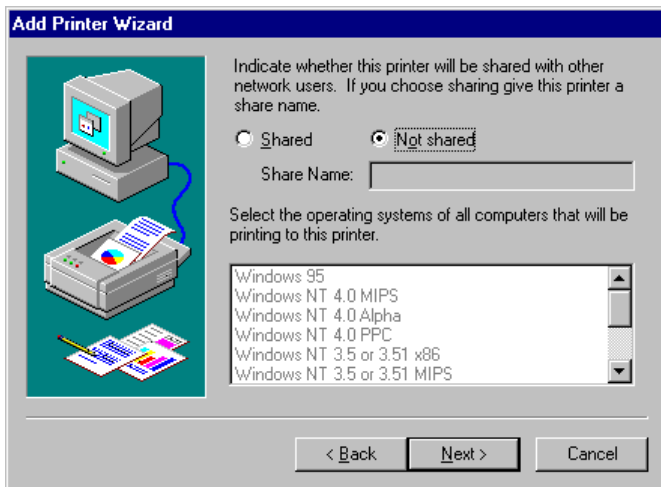 Add Printer Wizard
Indicate whether this printer will be shared with other
network users. If you choose sharing give this printer a
share name.
Shared
Not shared
Share Name:
Select the operating systems of all computers that will be
printing to this printer.
Windows 95
Windows NT 4.0 MIPS
Windows NT 4.0 Alpha
Windows NT 4.0 PPC
Windows NT 3.5 or 3.51 x86
Windows NT 3.5 or 3.51 MIPS
< Back
Next >
Cancel